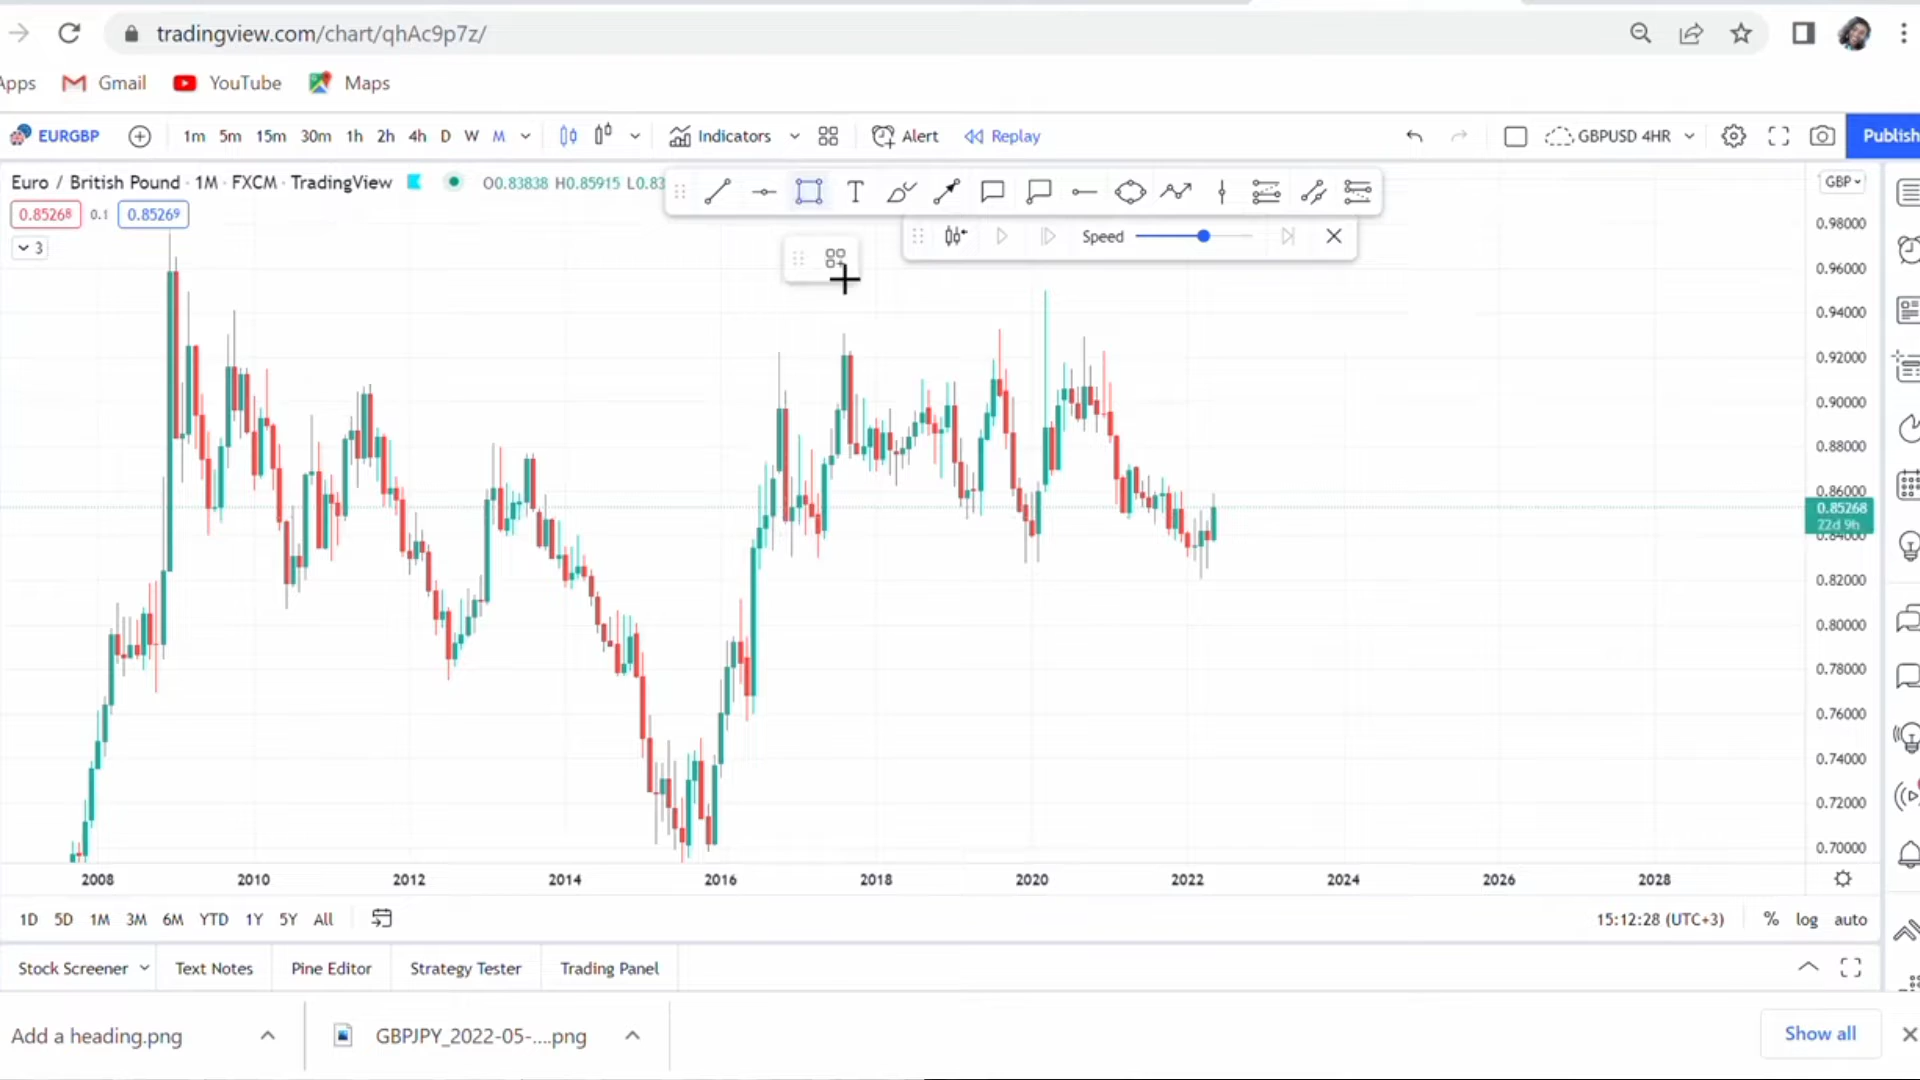 tradingview.com/chart/qhAc9p7z/
Apps Gmail YouTube Maps
EURGBP 1m 5m 15m 30m 1h 2h 4h D W M Indicators Alert Replay GBPUSD 4HR Publish
Euro / British Pound · 1M · FXCM · TradingView O0.83838 H0.85915 L0.83
GBP
0.85268 0.1 0.85269
Speed
3
0.98000
0.96000
0.94000
0.92000
0.90000
0.88000
0.86000
0.85268
22d 9h
0.84000
0.82000
0.80000
0.78000
0.76000
0.74000
0.72000
0.70000
2008 2010 2012 2014 2016 2018 2020 2022 2024 2026 2028
1D 5D 1M 3M 6M YTD 1Y 5Y All 15:12:28 (UTC+3) % log auto
Stock Screener Text Notes Pine Editor Strategy Tester Trading Panel
Add a heading.png GBPJPY_2022-05-....png Show all